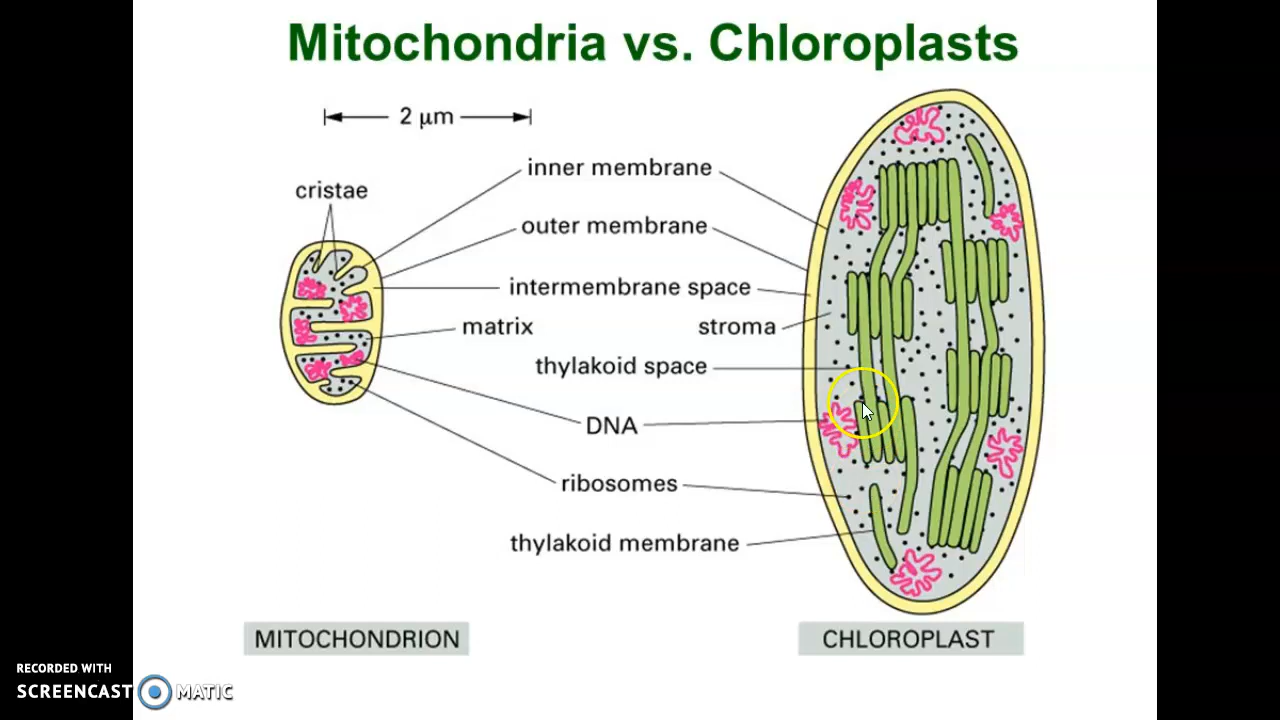 Mitochondria vs. Chloroplasts
2 μm
inner membrane
cristae
outer membrane
intermembrane space
matrix
stroma
thylakoid space
DNA
ribosomes
thylakoid membrane
MITOCHONDRION
CHLOROPLAST
RECORDED WITH
SCREENCAST MATIC